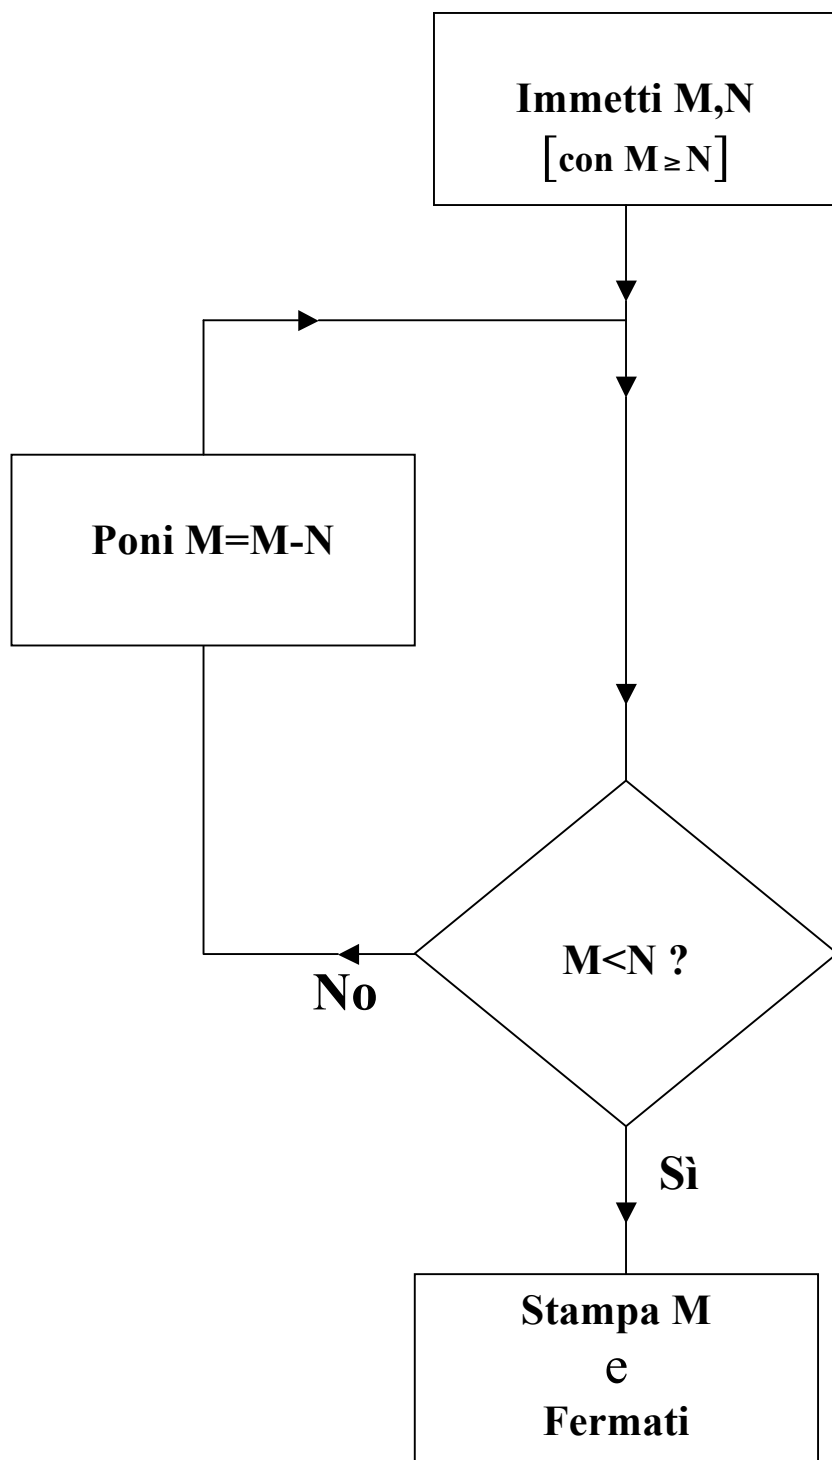 Immetti M,N
[con M≥N]
Poni M=M-N
M<N ?
No
Sì
Stampa M
e
Fermati